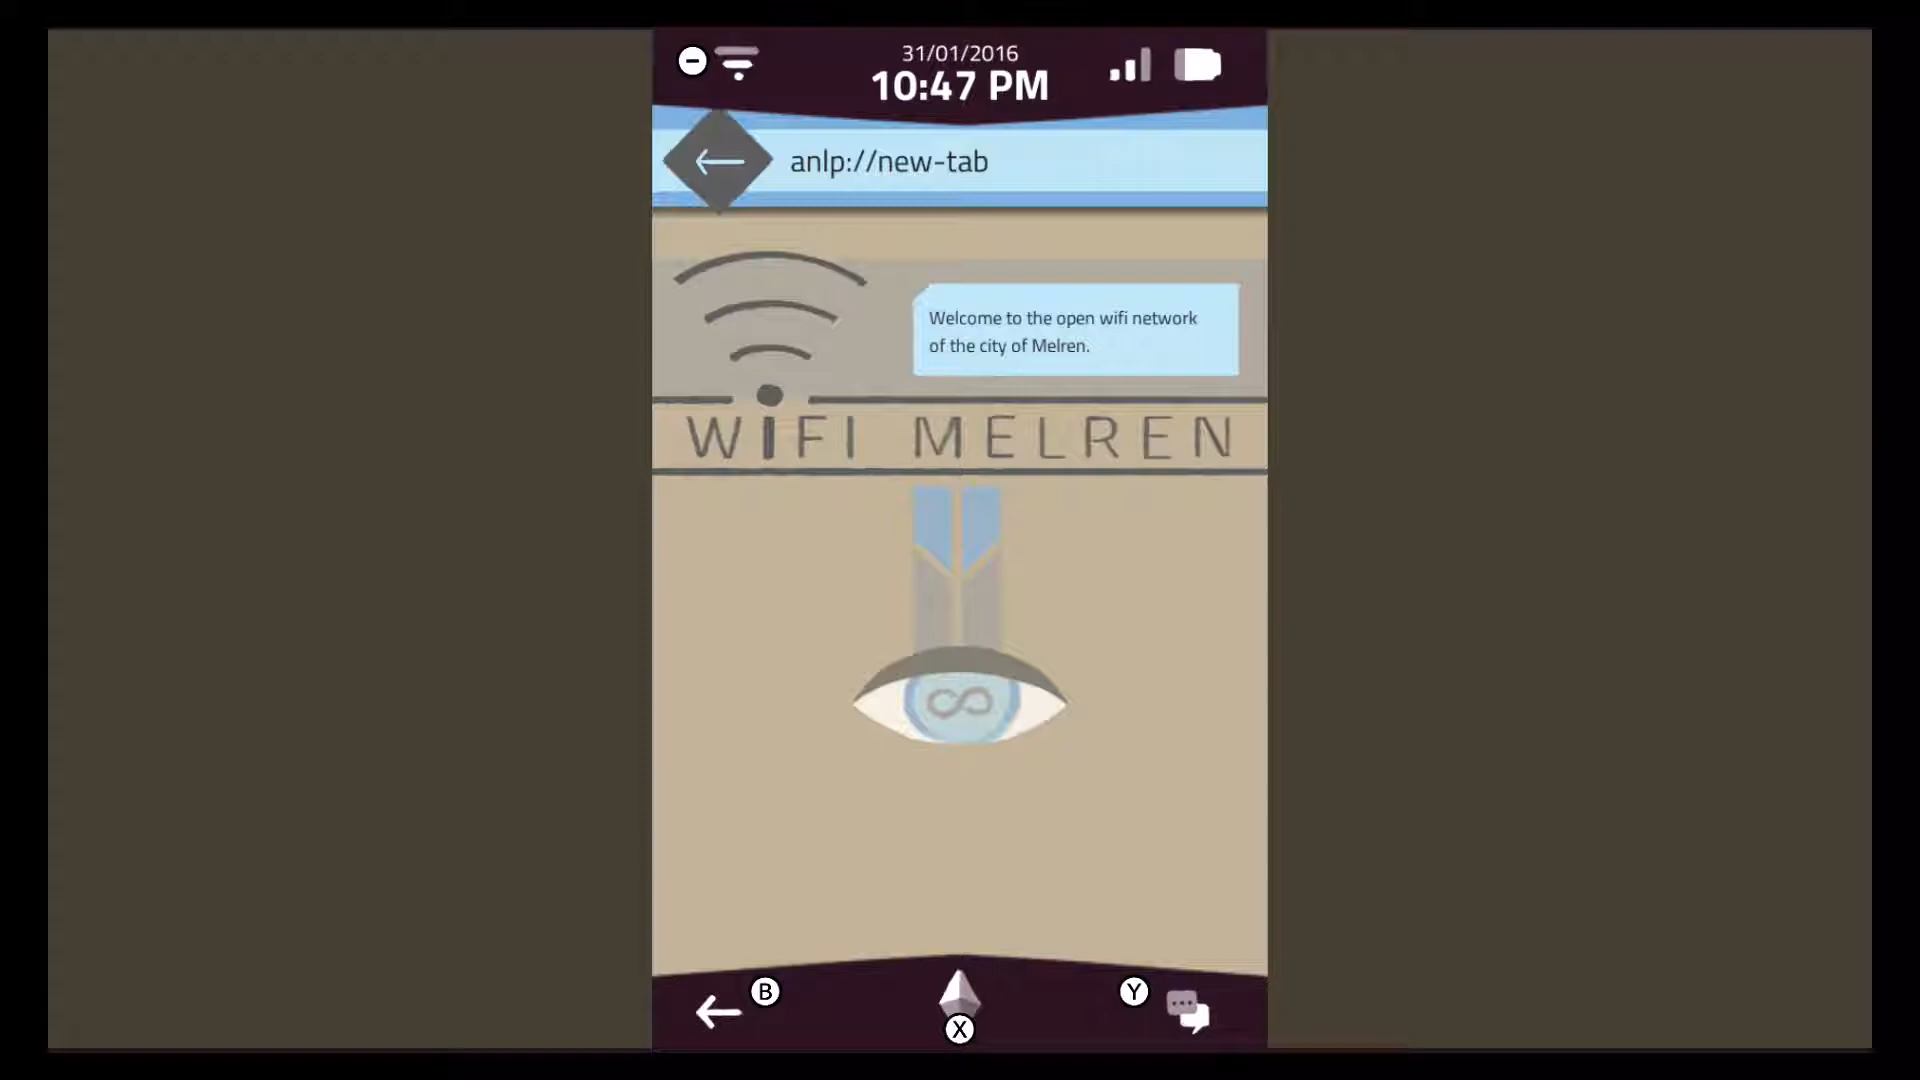 31/01/2016
10:47 PM
anlp://new-tab
Welcome to the open wifi network
of the city of Melren.
WiFI MELREN
B
Y
X